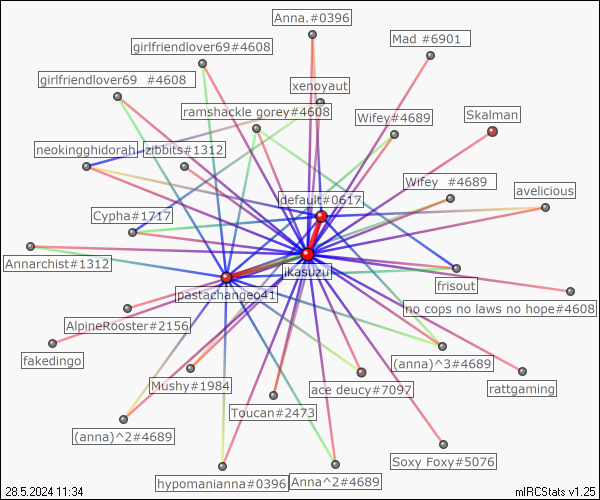 Anna.#0396
Mad #6901
girlfriendlover69#4608
girlfriendlover69 #4608
xenoyaut
ramshackle gorey#4608
Wifey#4689
Skalman
neokingghidorah
zibbits#1312
Wifey #4689
avelicious
default#0617
Cypha#1717
Annarchist#1312
jkasuzu
frisout
pastachangeo41
no cops no laws no hope#4608
AlpineRooster#2156
fakedingo
(anna)^3#4689
Mushy#1984
ace deucy#7097
rattgaming
Toucan#2473
(anna)^2#4689
Soxy Foxy#5076
hypomanianna#0396
Anna^2#4689
28.5.2024 11:34
mIRCStats v1.25